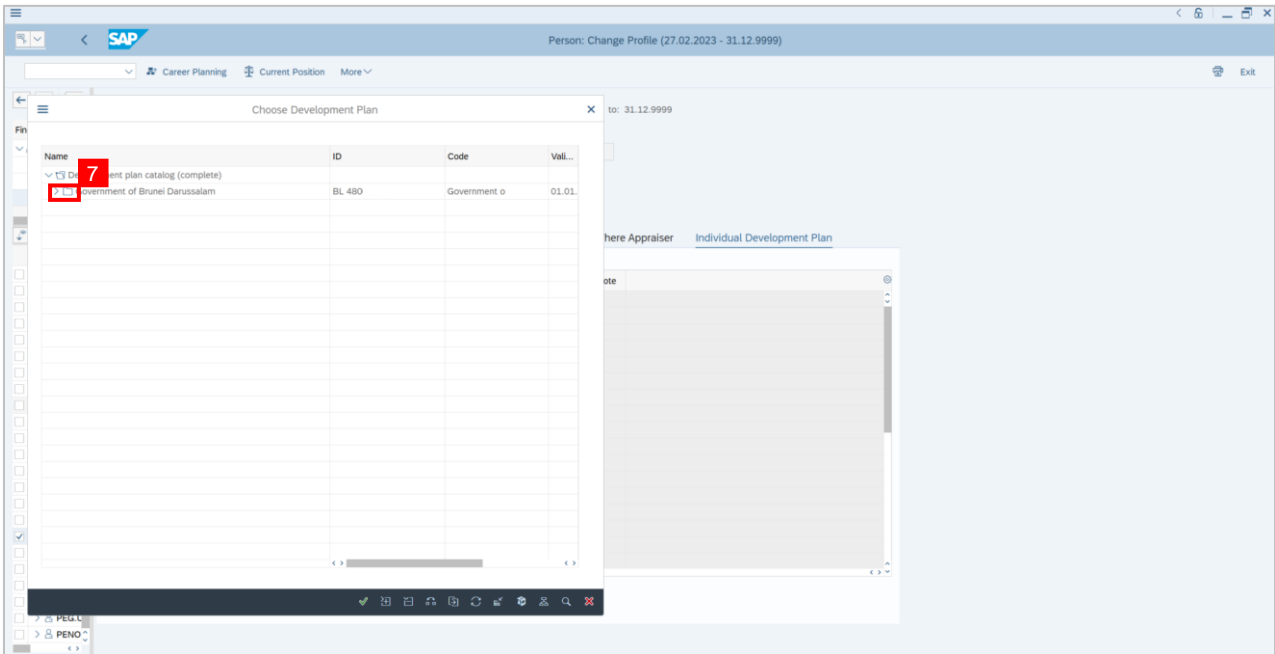 SAP
Person: Change Profile (27.02.2023 - 31.12.9999)
Career Planning Current Position More Exit
Choose Development Plan
to: 31.12.9999
Fin
Name ID Code Vali...
7
De ent plan catalog (complete)
overnment of Brunei Darussalam BL 480 Government o 01.01.
here Appraiser Individual Development Plan
ote
PEG.U
PENO